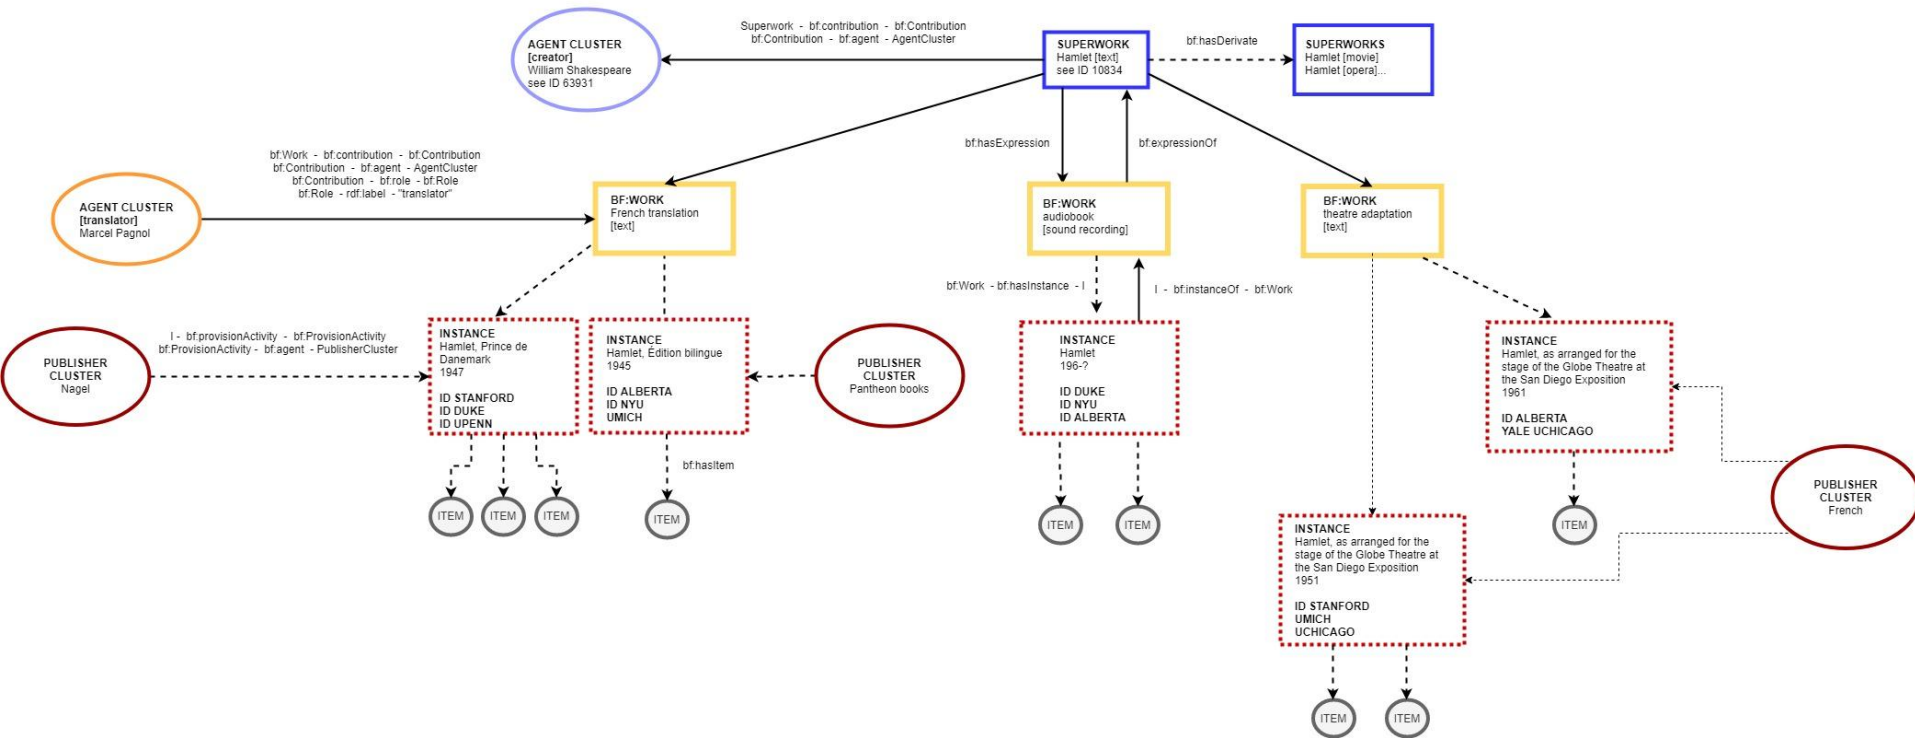 Superwork - bf:contribution - bf:Contribution
bf:Contribution - bf:agent - AgentCluster
AGENT CLUSTER
[creator]
William Shakespeare
see ID 63931
SUPERWORK
Hamlet [text]
see ID 10834
bf:hasDerivate
SUPERWORKS
Hamlet [movie]
Hamlet [opera]...
bf:hasExpression
bf:expressionOf
bf:Work - bf:contribution - bf:Contribution
bf:Contribution - bf:agent - AgentCluster
bf:Contribution - bf:role - bf:Role
bf:Role - rdf:label - "translator"
AGENT CLUSTER
[translator]
Marcel Pagnol
BF:WORK
French translation
[text]
BF:WORK
audiobook
[sound recording]
BF:WORK
theatre adaptation
[text]
bf:Work - bf:hasInstance - I
I - bf:instanceOf - bf:Work
PUBLISHER
CLUSTER
Nagel
I - bf:provisionActivity - bf:ProvisionActivity
bf:ProvisionActivity - bf:agent - PublisherCluster
INSTANCE
Hamlet, Prince de
Danemark
1947
ID STANFORD
ID DUKE
ID UPENN
INSTANCE
Hamlet, Édition bilingue
1945
ID ALBERTA
ID NYU
UMICH
PUBLISHER
CLUSTER
Pantheon books
INSTANCE
Hamlet
196-?
ID DUKE
ID NYU
ID ALBERTA
INSTANCE
Hamlet, as arranged for the
stage of the Globe Theatre at
the San Diego Exposition
1961
ID ALBERTA
YALE UCHICAGO
bf:hasItem
ITEM
ITEM
ITEM
ITEM
ITEM
ITEM
ITEM
PUBLISHER
CLUSTER
French
INSTANCE
Hamlet, as arranged for the
stage of the Globe Theatre at
the San Diego Exposition
1951
ID STANFORD
UMICH
UCHICAGO
ITEM
ITEM